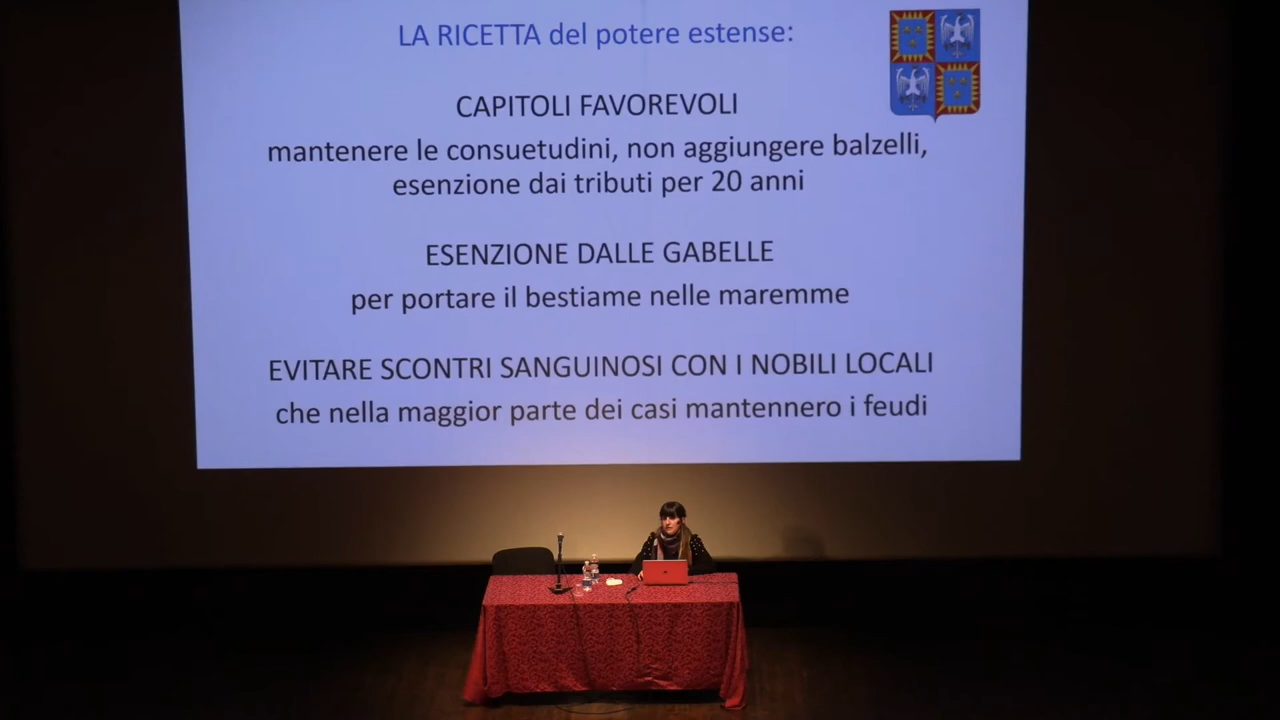 LA RICETTA del potere estense:
CAPITOLI FAVOREVOLI
mantenere le consuetudini, non aggiungere balzelli,
esenzione dai tributi per 20 anni
ESENZIONE DALLE GABELLE
per portare il bestiame nelle maremme
EVITARE SCONTRI SANGUINOSI CON I NOBILI LOCALI
che nella maggior parte dei casi mantennero i feudi